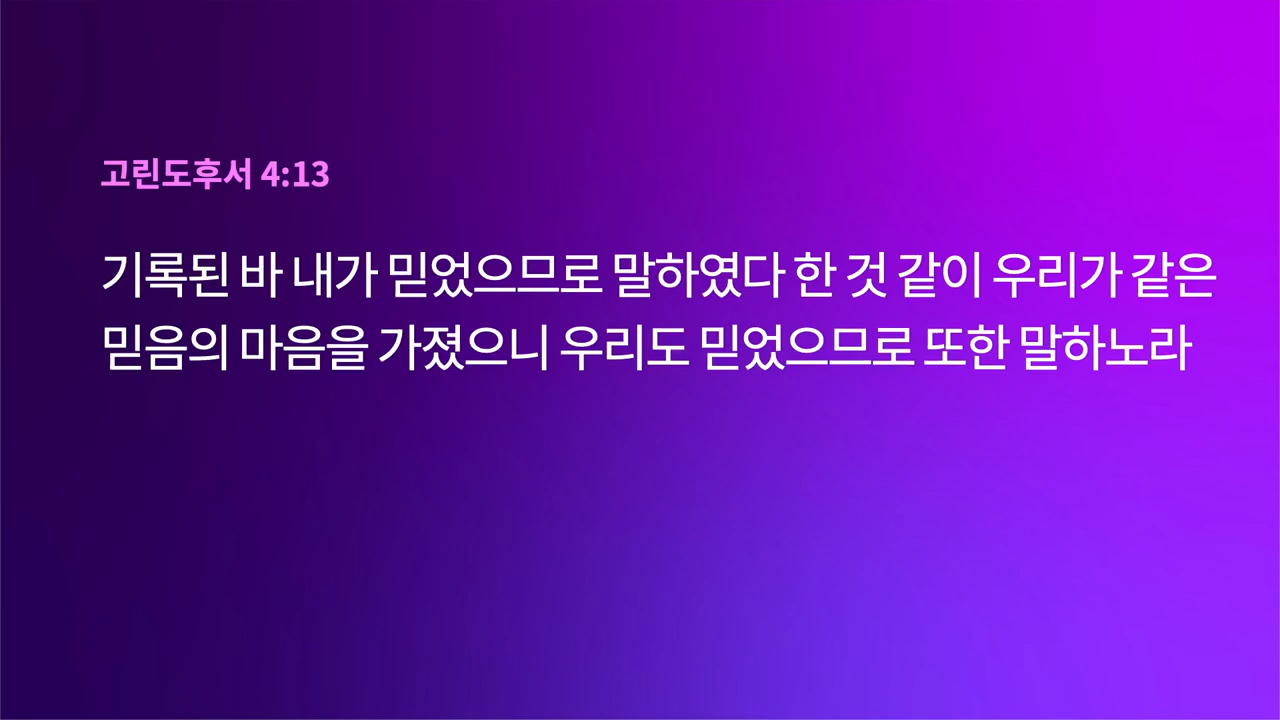 고린도후서 4:13
기록된 바 내가 믿었으므로 말하였다 한 것 같이 우리가 같은
믿음의 마음을 가졌으니 우리도 믿었으므로 또한 말하노라